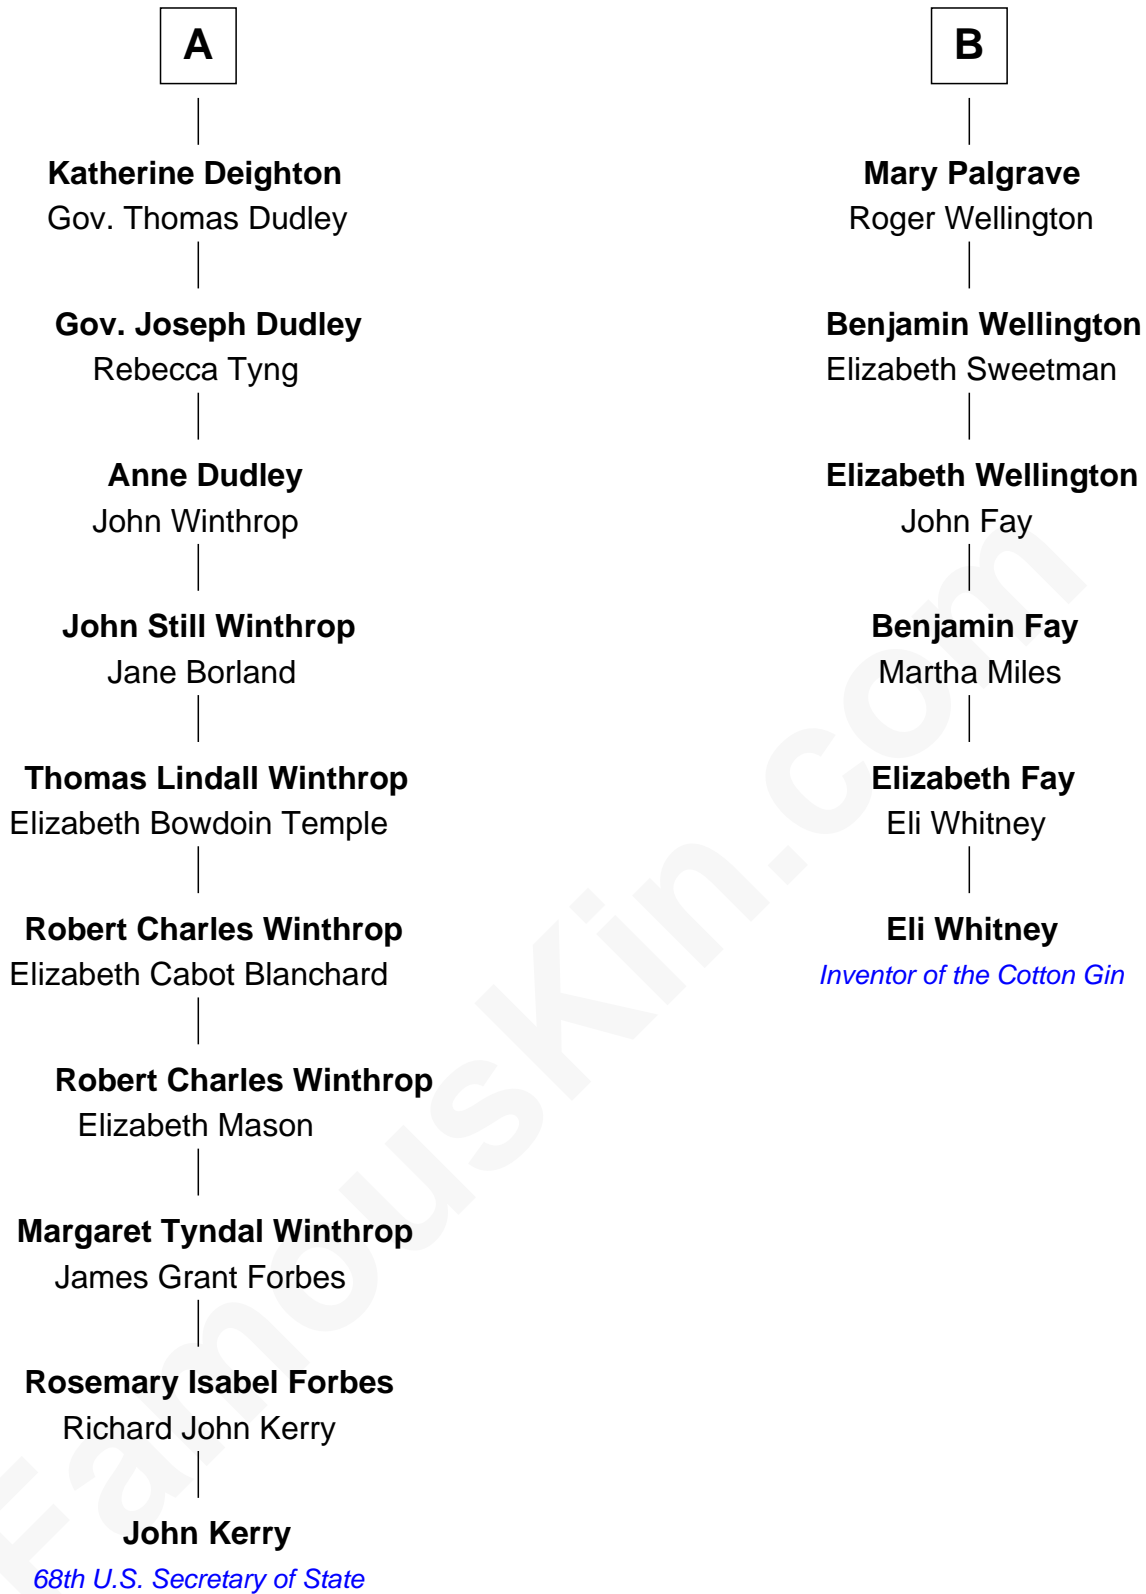 A
Katherine Deighton
Gov. Thomas Dudley
Gov. Joseph Dudley
Rebecca Tyng
Anne Dudley
John Winthrop
John Still Winthrop
Jane Borland
Thomas Lindall Winthrop
Elizabeth Bowdoin Temple
Robert Charles Winthrop
Elizabeth Cabot Blanchard
Robert Charles Winthrop
Elizabeth Mason
Margaret Tyndal Winthrop
James Grant Forbes
Rosemary Isabel Forbes
Richard John Kerry
John Kerry
68th U.S. Secretary of State
B
Mary Palgrave
Roger Wellington
Benjamin Wellington
Elizabeth Sweetman
Elizabeth Wellington
John Fay
Benjamin Fay
Martha Miles
Elizabeth Fay
Eli Whitney
Eli Whitney
Inventor of the Cotton Gin
FamousKin.com